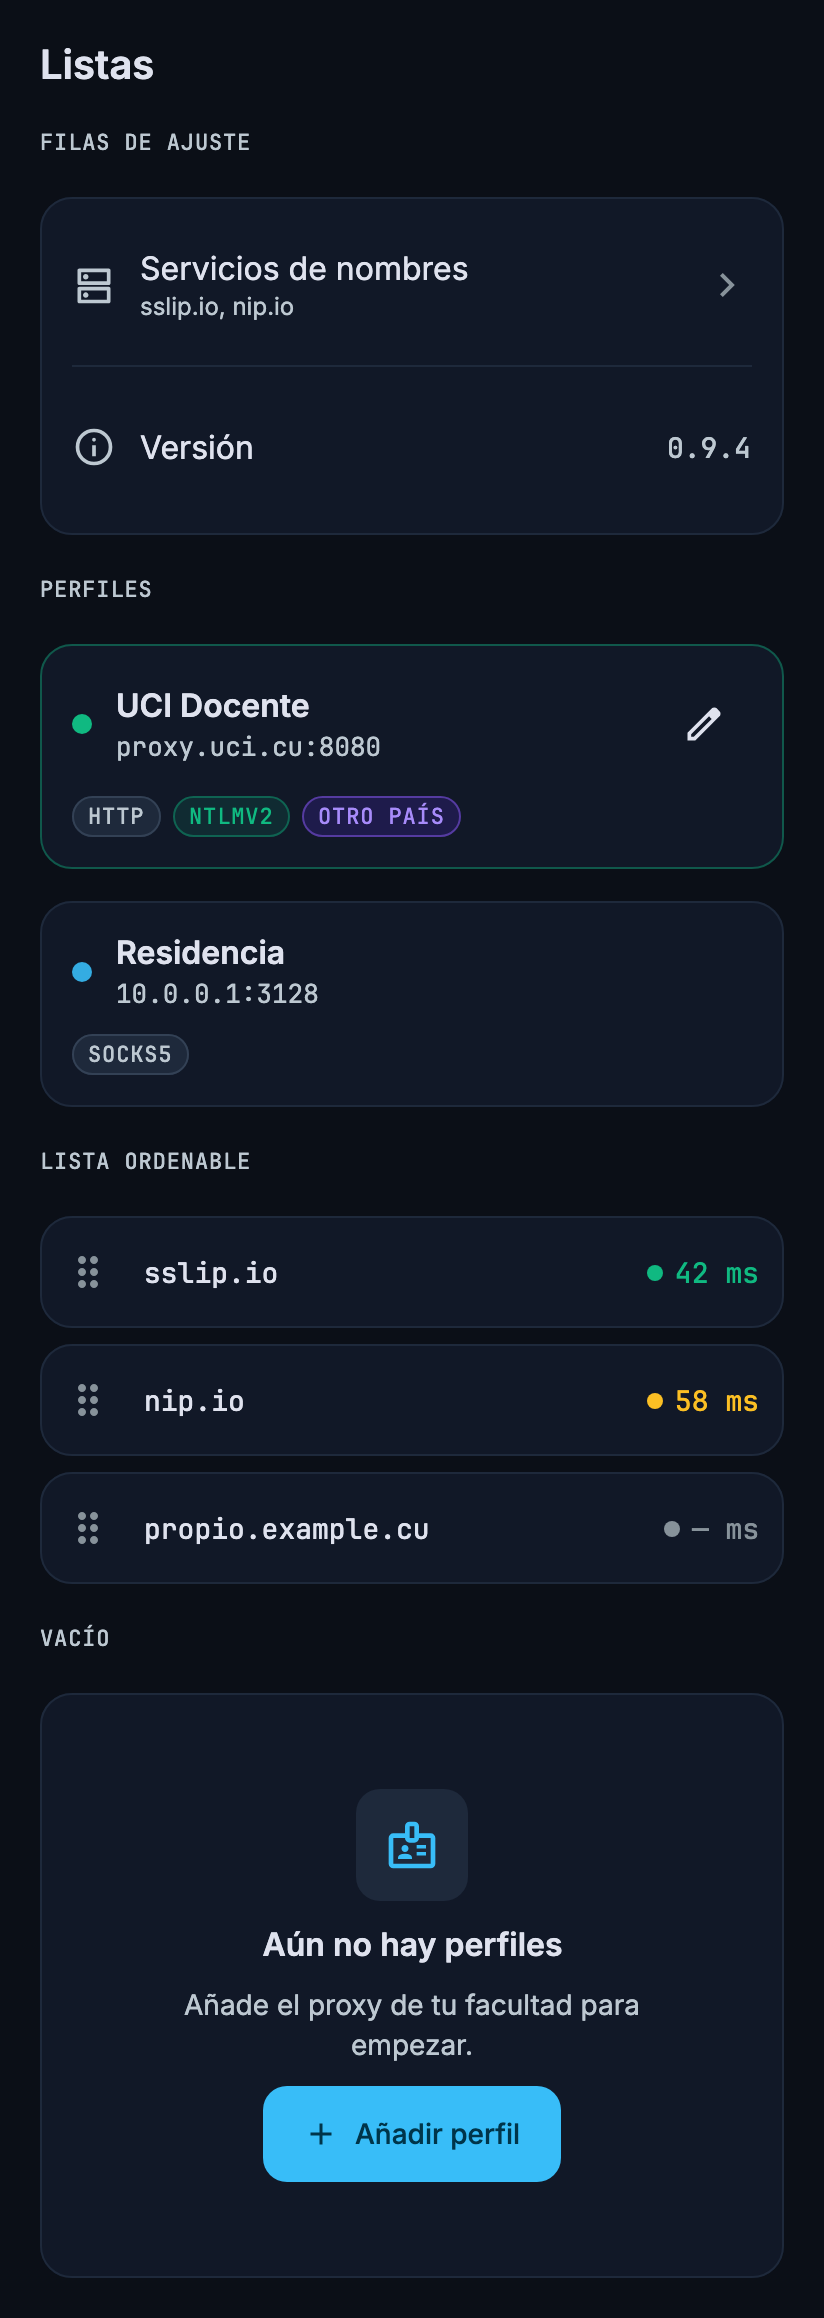 Listas
FILAS DE AJUSTE
Servicios de nombres
sslip.io, nip.io
Versión
0.9.4
PERFILES
UCI Docente
proxy.uci.cu:8080
HTTP
NTLMV2
OTRO PAÍS
Residencia
10.0.0.1:3128
SOCKS5
LISTA ORDENABLE
sslip.io
42 ms
nip.io
58 ms
propio.example.cu
— ms
VACÍO
Aún no hay perfiles
Añade el proxy de tu facultad para
empezar.
+ Añadir perfil